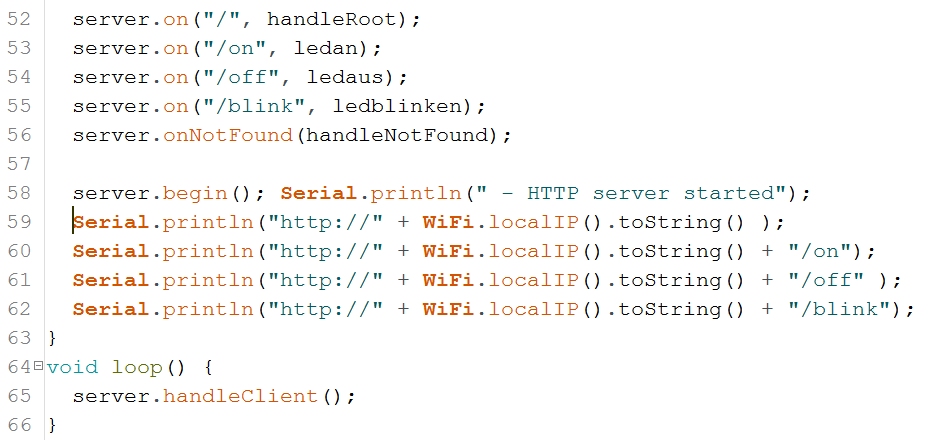 52 server.on("/", handleRoot);
53 server.on("/on", ledan);
54 server.on("/off", ledaus);
55 server.on("/blink", ledblinken);
56 server.onNotFound(handleNotFound);
57
58 server.begin(); Serial.println(" - HTTP server started");
59 Serial.println("http://" + WiFi.localIP().toString() );
60 Serial.println("http://" + WiFi.localIP().toString() + "/on");
61 Serial.println("http://" + WiFi.localIP().toString() + "/off" );
62 Serial.println("http://" + WiFi.localIP().toString() + "/blink");
63 }
64 void loop() {
65 server.handleClient();
66 }